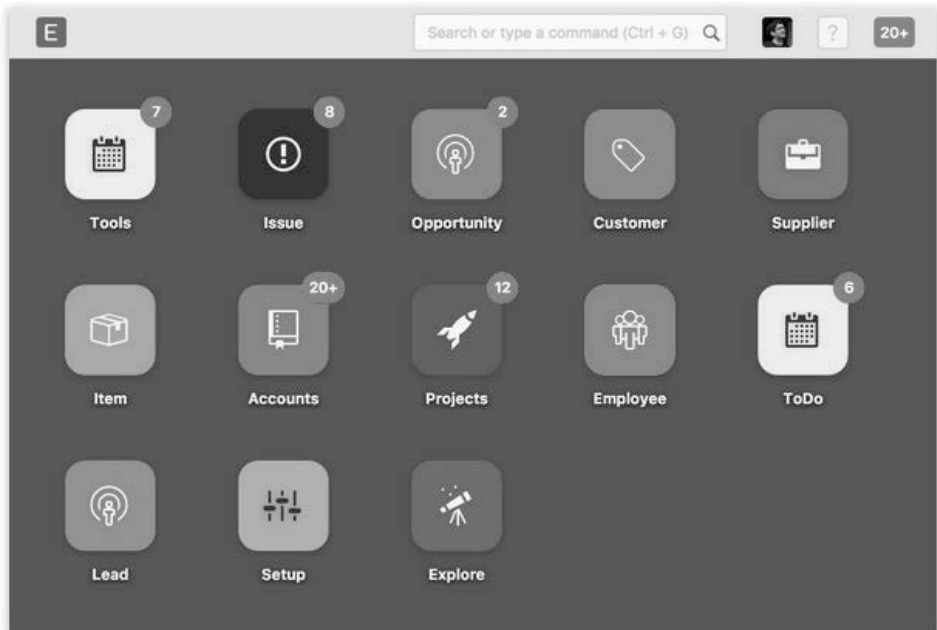 E Search or type a command (Ctrl + G) ? 20+
7 8 2
Tools Issue Opportunity Customer Supplier
20+ 12 6
Item Accounts Projects Employee ToDo
Lead Setup Explore